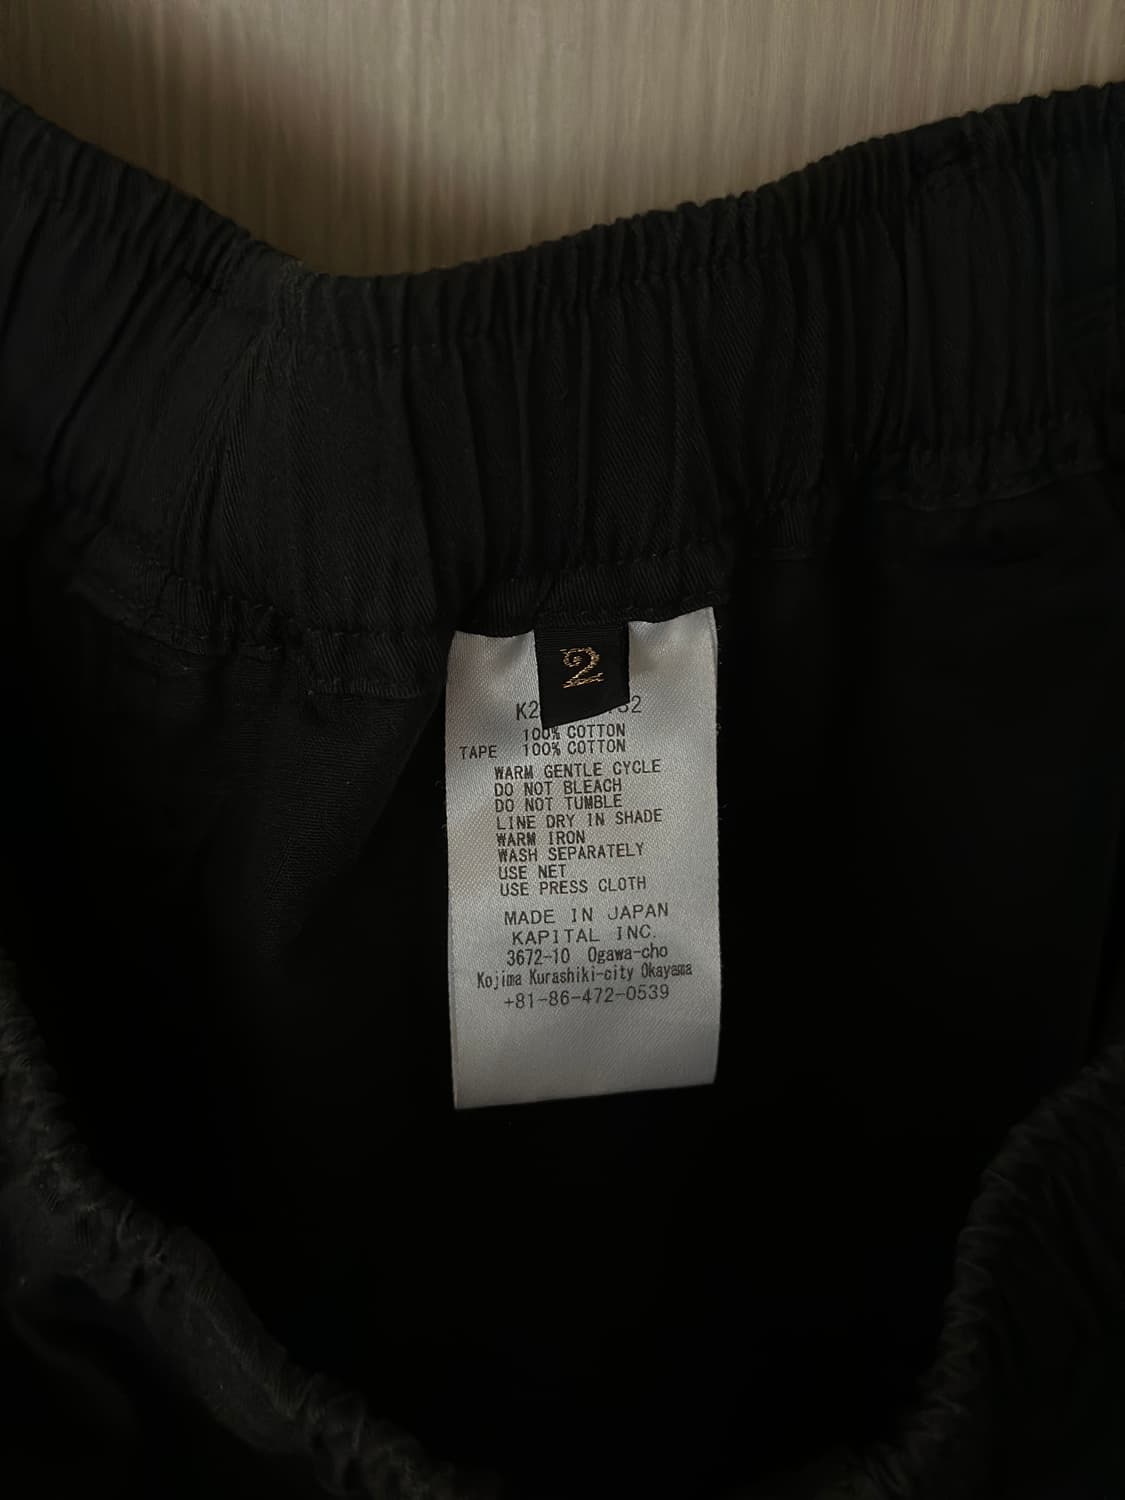 2
K2
100% COTTON
TAPE 100% COTTON
WARM GENTLE CYCLE
DO NOT BLEACH
DO NOT TUMBLE
LINE DRY IN SHADE
WARM IRON
WASH SEPARATELY
USE NET
USE PRESS CLOTH
MADE IN JAPAN
KAPITAL INC.
3672-10 Ogawa-cho
Kojima Kurashiki-city Okayama
+81-86-472-0539